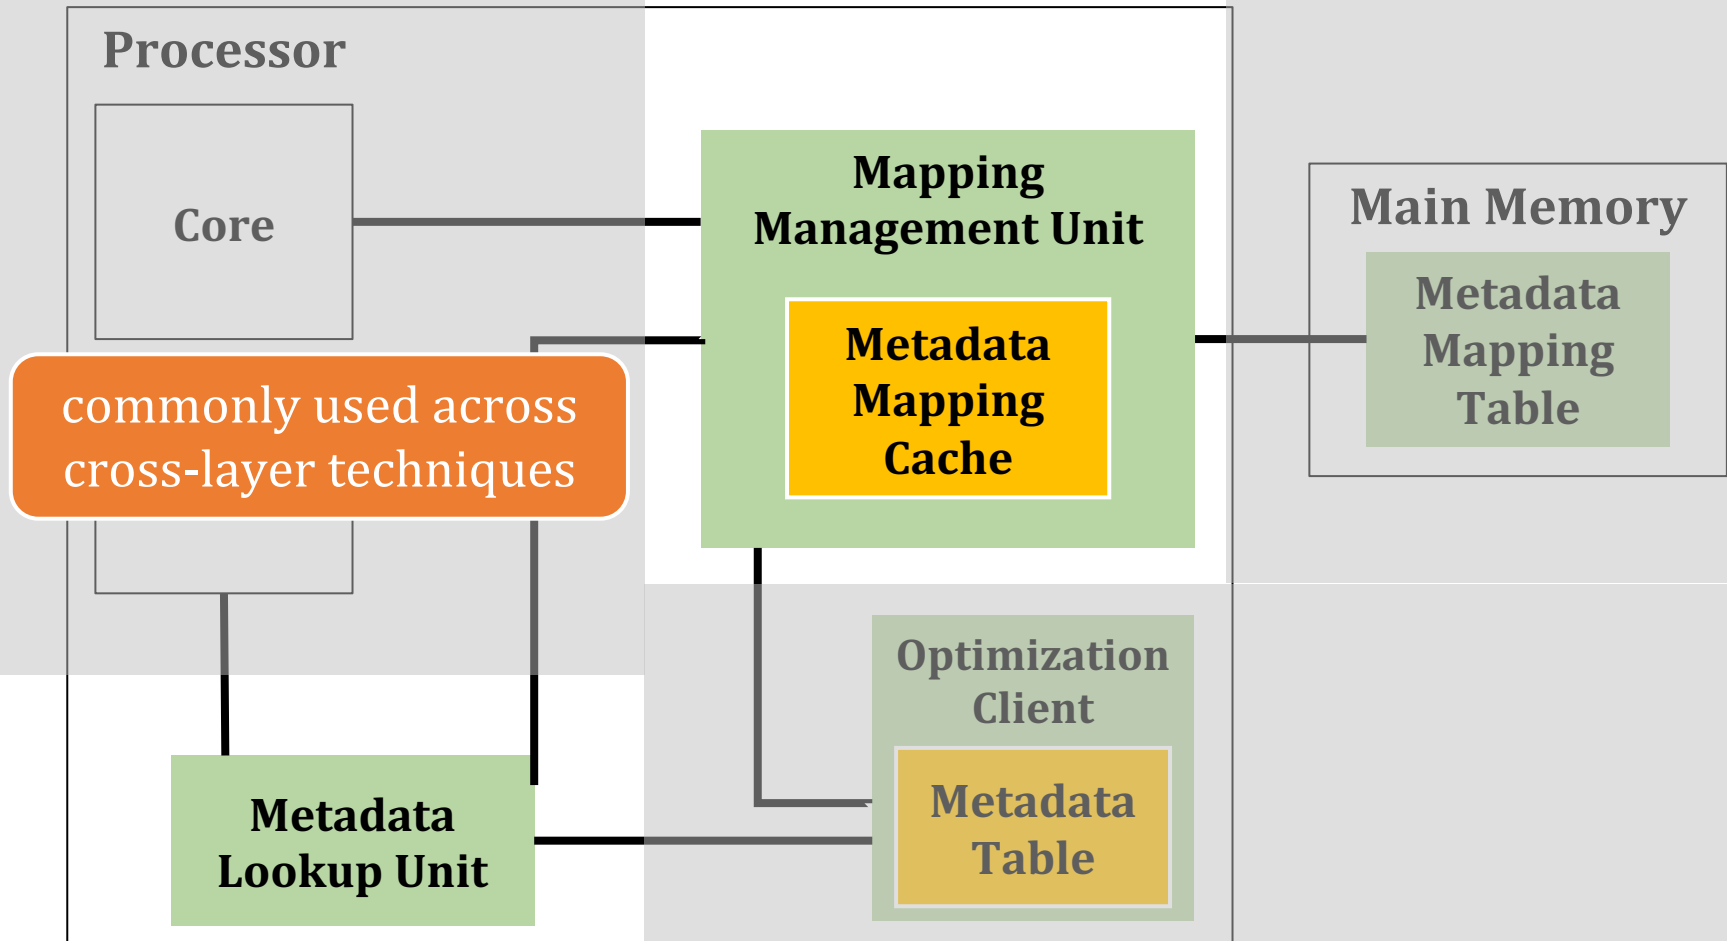 Processor
Core
Mapping
Management Unit
Metadata
Mapping
Cache
Main Memory
Metadata
Mapping
Table
commonly used across
cross-layer techniques
Optimization
Client
Metadata
Table
Metadata
Lookup Unit